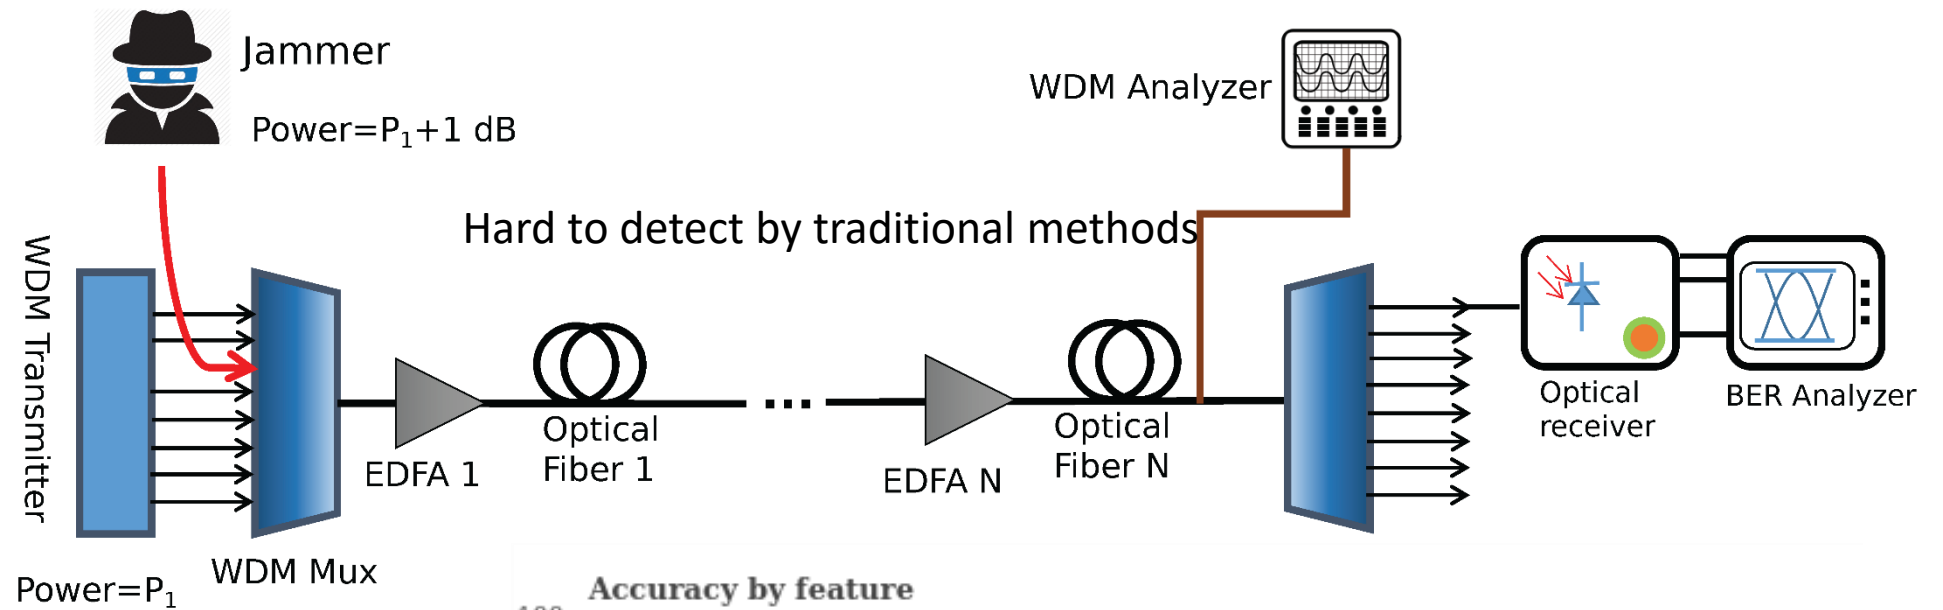 Jammer
Power=P₁+1 dB
WDM Analyzer
Hard to detect by traditional methods
WDM Transmitter
Optical
Fiber 1
Optical
Fiber N
Optical
receiver
BER Analyzer
EDFA 1
EDFA N
WDM Mux
Power=P₁
Accuracy by feature